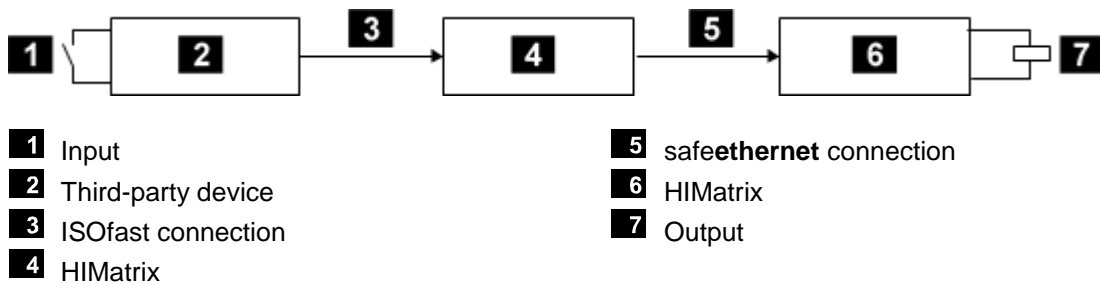 1 2 3 4 5 6 7
1 Input
2 Third-party device
3 ISOfast connection
4 HIMatrix
5 safeethernet connection
6 HIMatrix
7 Output